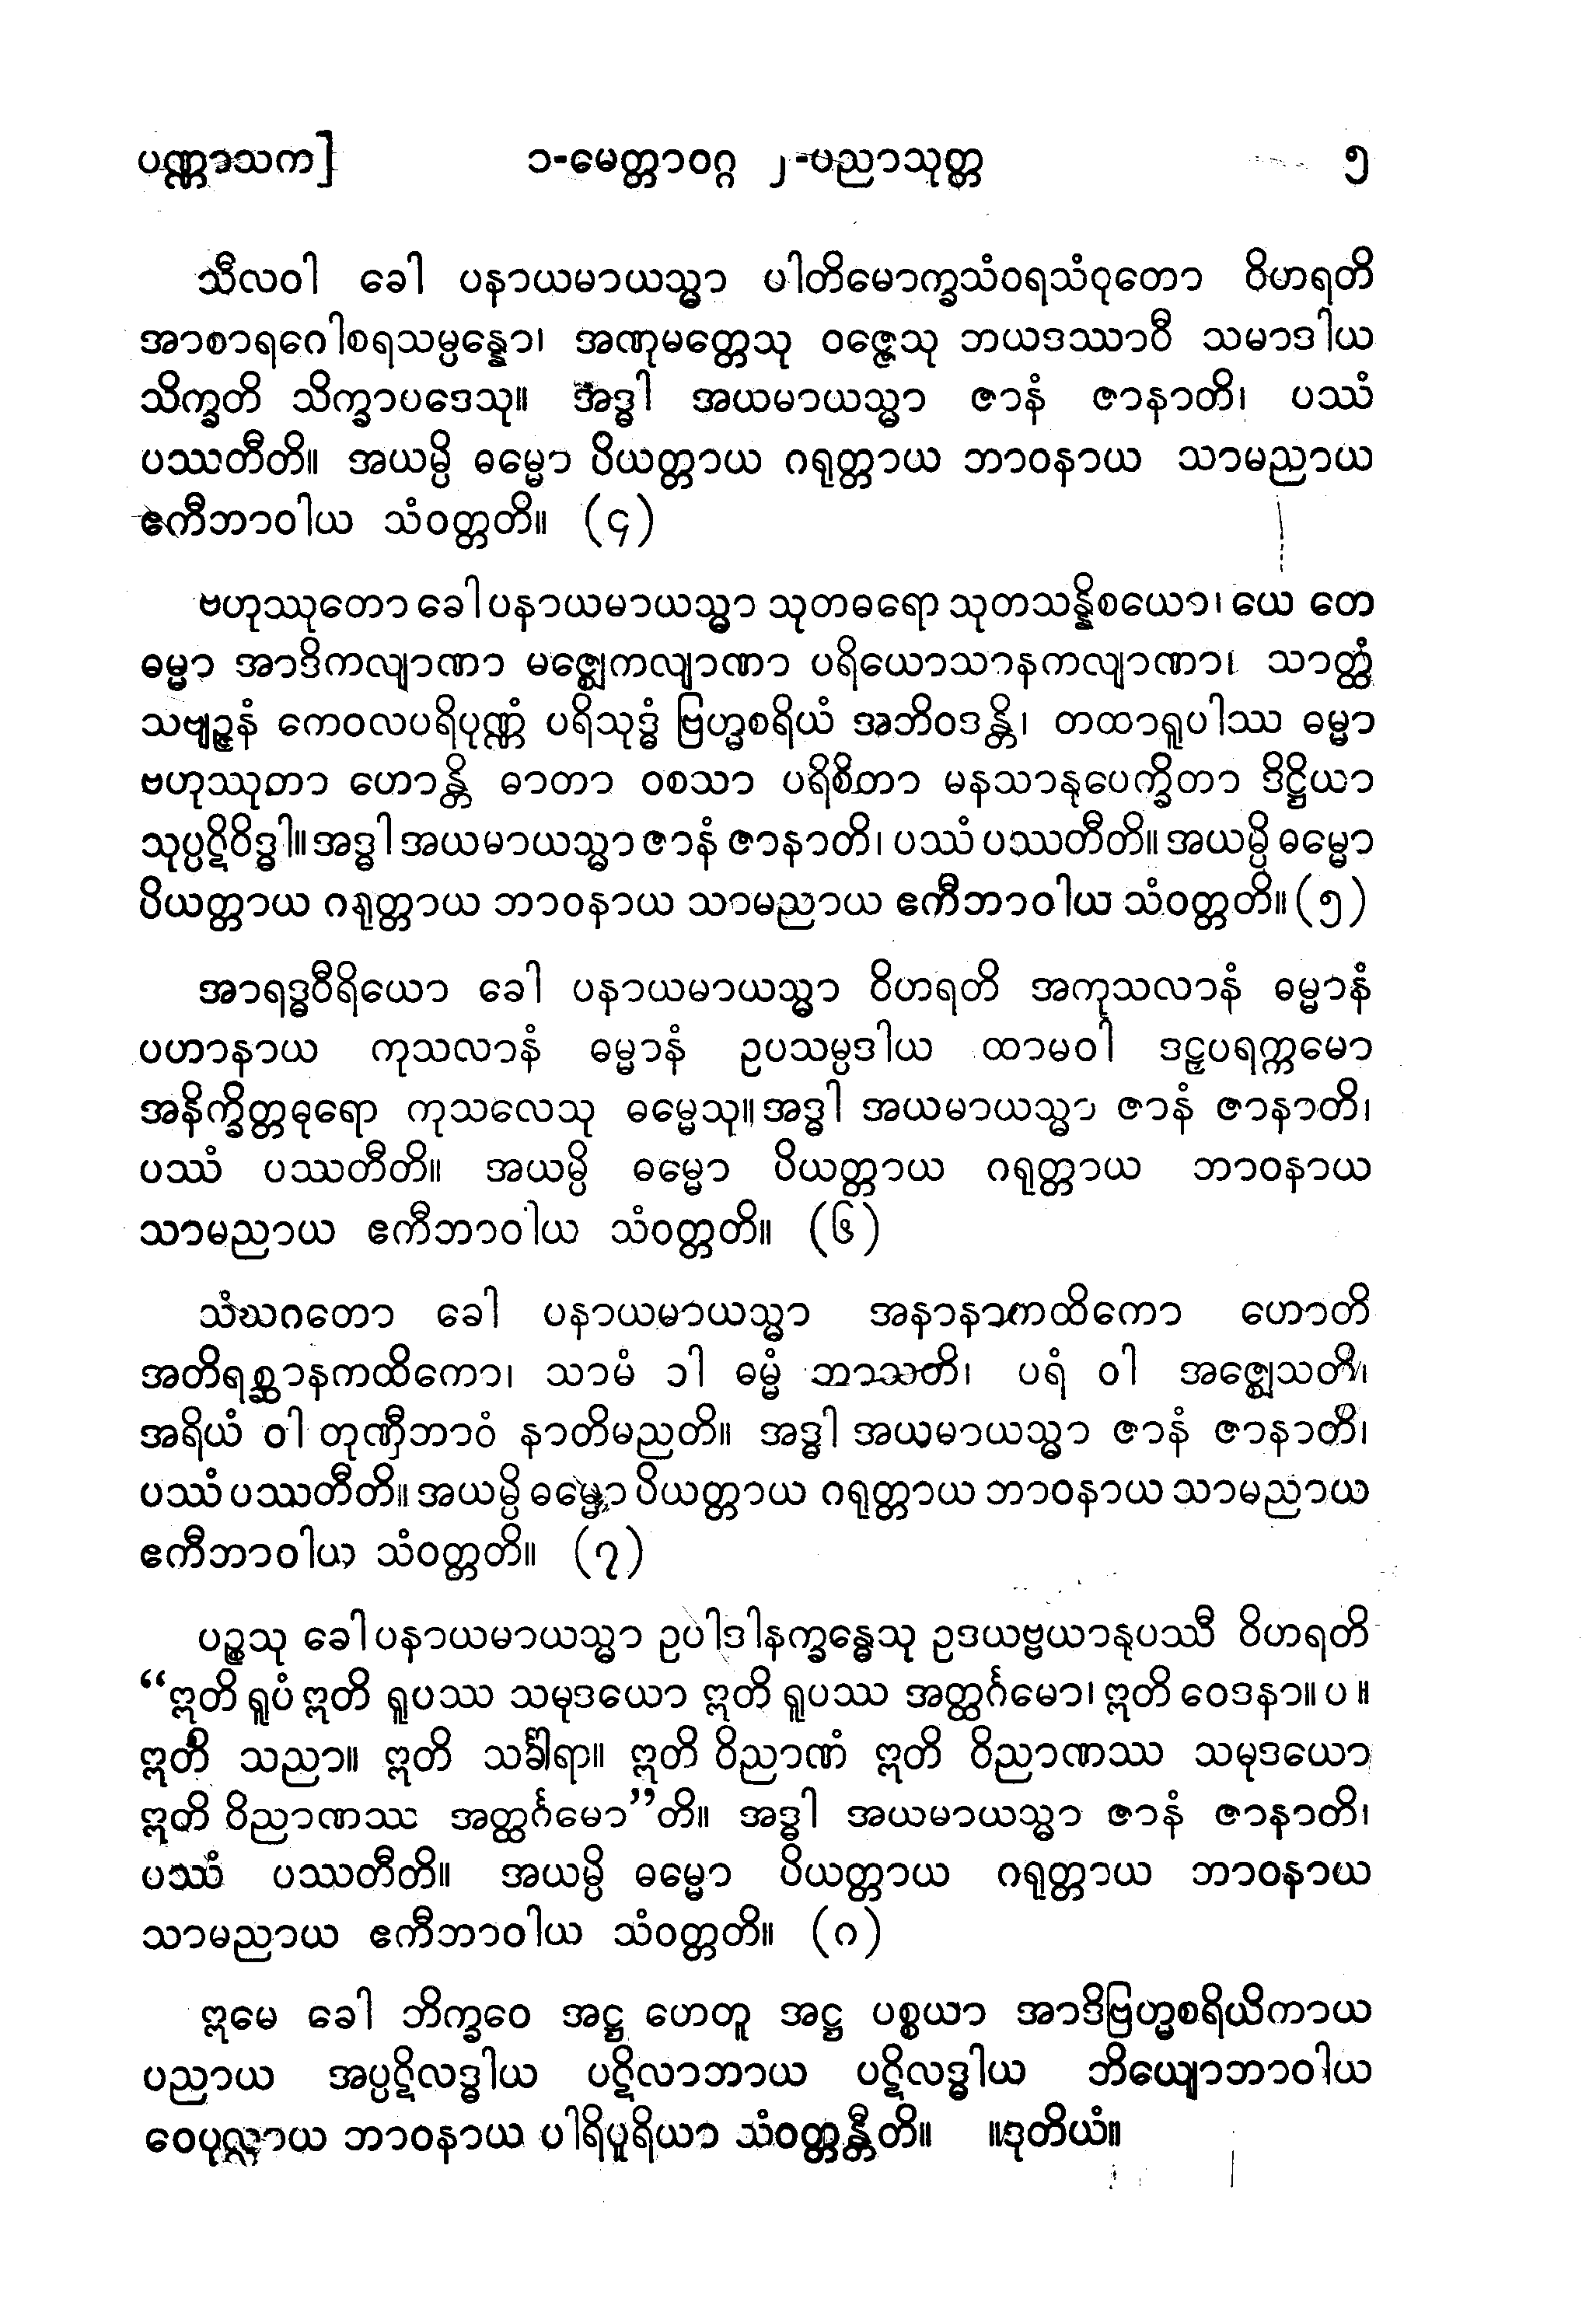 ပဏ္ဏာသက] ၁-မေတ္တာဝဂ္ဂ ၂-ပညာသုတ္တ ၅
သီလဝါ ခေါ ပနာယမာယသ္မာ ပါတိမောက္ခသံဝရသံဝုတော ဝိဟရတိ
အာစာရဂေါစရသမ္ပန္နော၊ အဏုမတ္တေသု ဝဇ္ဇေသု ဘယဒဿာဝီ သမာဒါယ
သိက္ခတိ သိက္ခာပဒေသု။ အဒ္ဓါ အယမာယသ္မာ ဇာနံ ဇာနာတိ၊ ပဿံ
ပဿတီတိ။ အယမ္ပိ ဓမ္မော ပိယတ္တာယ ဂရုတ္တာယ ဘာဝနာယ သာမညာယ
ဧကီဘာဝါယ သံဝတ္တတိ။ (၄)
ဗဟုဿုတော ခေါ ပနာယမာယသ္မာ သုတဓရော သုတသန္နိစယော၊ ယေ တေ
ဓမ္မာ အာဒိကလျာဏာ မဇ္ဈေကလျာဏာ ပရိယောသာနကလျာဏာ၊ သာတ္ထံ
သဗျဉ္ဇနံ ကေဝလပရိပုဏ္ဏံ ပရိသုဒ္ဓံ ဗြဟ္မစရိယံ အဘိဝဒန္တိ၊ တထာရူပါဿ ဓမ္မာ
ဗဟုဿုတာ ဟောန္တိ ဓာတာ ဝစသာ ပရိစိတာ မနသာနုပေက္ခိတာ ဒိဋ္ဌိယာ
သုပ္ပဋိဝိဒ္ဓါ။ အဒ္ဓါ အယမာယသ္မာ ဇာနံ ဇာနာတိ၊ ပဿံ ပဿတီတိ။ အယမ္ပိ ဓမ္မော
ပိယတ္တာယ ဂရုတ္တာယ ဘာဝနာယ သာမညာယ ဧကီဘာဝါယ သံဝတ္တတိ။ (၅)
အာရဒ္ဓဝီရိယော ခေါ ပနာယမာယသ္မာ ဝိဟရတိ အကုသလာနံ ဓမ္မာနံ
ပဟာနာယ ကုသလာနံ ဓမ္မာနံ ဥပသမ္ပဒါယ ထာမဝါ ဒဠှပရက္ကမော
အနိက္ခိတ္တဓုရော ကုသလေသု ဓမ္မေသု။ အဒ္ဓါ အယမာယသ္မာ ဇာနံ ဇာနာတိ၊
ပဿံ ပဿတီတိ။ အယမ္ပိ ဓမ္မော ပိယတ္တာယ ဂရုတ္တာယ ဘာဝနာယ
သာမညာယ ဧကီဘာဝါယ သံဝတ္တတိ။ (၆)
သံဃဂတော ခေါ ပနာယမာယသ္မာ အနာနာကထိကော ဟောတိ
အတိရစ္ဆာနကထိကော၊ သာမံ ဝါ ဓမ္မံ ဘာသတိ၊ ပရံ ဝါ အဇ္ဈေသတိ၊
အရိယံ ဝါ တုဏှီဘာဝံ နာတိမညတိ။ အဒ္ဓါ အယမာယသ္မာ ဇာနံ ဇာနာတိ၊
ပဿံ ပဿတီတိ။ အယမ္ပိ ဓမ္မော ပိယတ္တာယ ဂရုတ္တာယ ဘာဝနာယ သာမညာယ
ဧကီဘာဝါယ သံဝတ္တတိ။ (၇)
ပဉ္စသု ခေါ ပနာယမာယသ္မာ ဥပါဒါနက္ခန္ဓေသု ဥဒယဗ္ဗယာနုပဿီ ဝိဟရတိ
“ဣတိ ရူပံ ဣတိ ရူပဿ သမုဒယော ဣတိ ရူပဿ အတ္ထင်္ဂမော၊ ဣတိ ဝေဒနာ။ ပ ။
ဣတိ သညာ။ ဣတိ သင်္ခါရာ။ ဣတိ ဝိညာဏံ ဣတိ ဝိညာဏဿ သမုဒယော
ဣတိ ဝိညာဏဿ အတ္ထင်္ဂမော”တိ။ အဒ္ဓါ အယမာယသ္မာ ဇာနံ ဇာနာတိ၊
ပဿံ ပဿတီတိ။ အယမ္ပိ ဓမ္မော ပိယတ္တာယ ဂရုတ္တာယ ဘာဝနာယ
သာမညာယ ဧကီဘာဝါယ သံဝတ္တတိ။ (၈)
ဣမေ ခေါ ဘိက္ခဝေ အဋ္ဌ ဟေတူ အဋ္ဌ ပစ္စယာ အာဒိဗြဟ္မစရိယိကာယ
ပညာယ အပ္ပဋိလဒ္ဓါယ ပဋိလာဘာယ ပဋိလဒ္ဓါယ ဘိယျောဘာဝါယ
ဝေပုလ္လာယ ဘာဝနာယ ပါရိပူရိယာ သံဝတ္တန္တီတိ။ ။ဒုတိယံ။